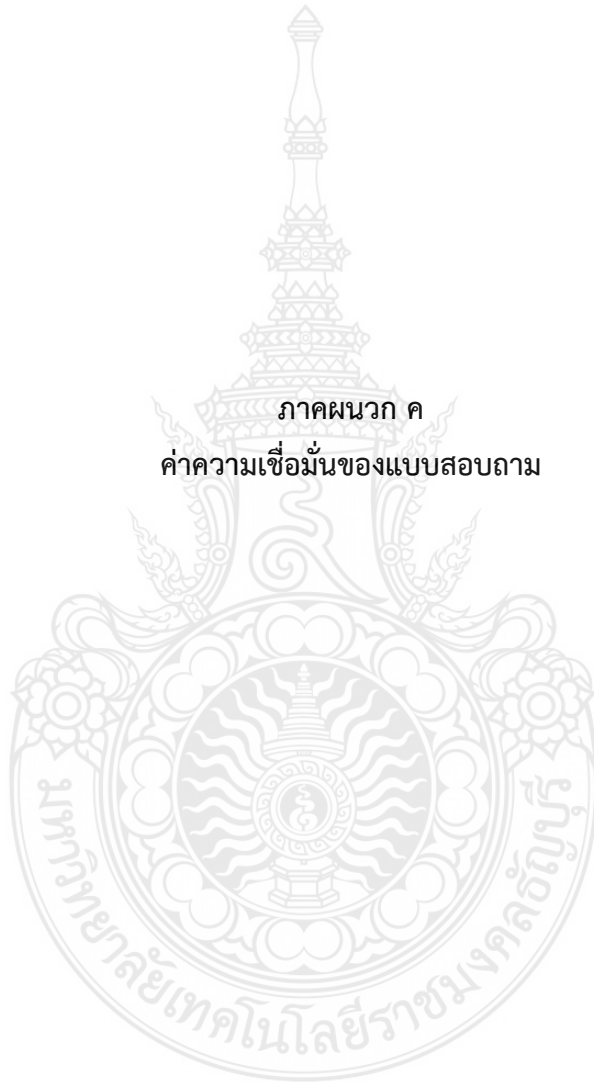 ภาคผนวก ค
ค่าความเชื่อมั่นของแบบสอบถาม
มหาวิทยาลัยเทคโนโลยีราชมงคลธัญบุรี